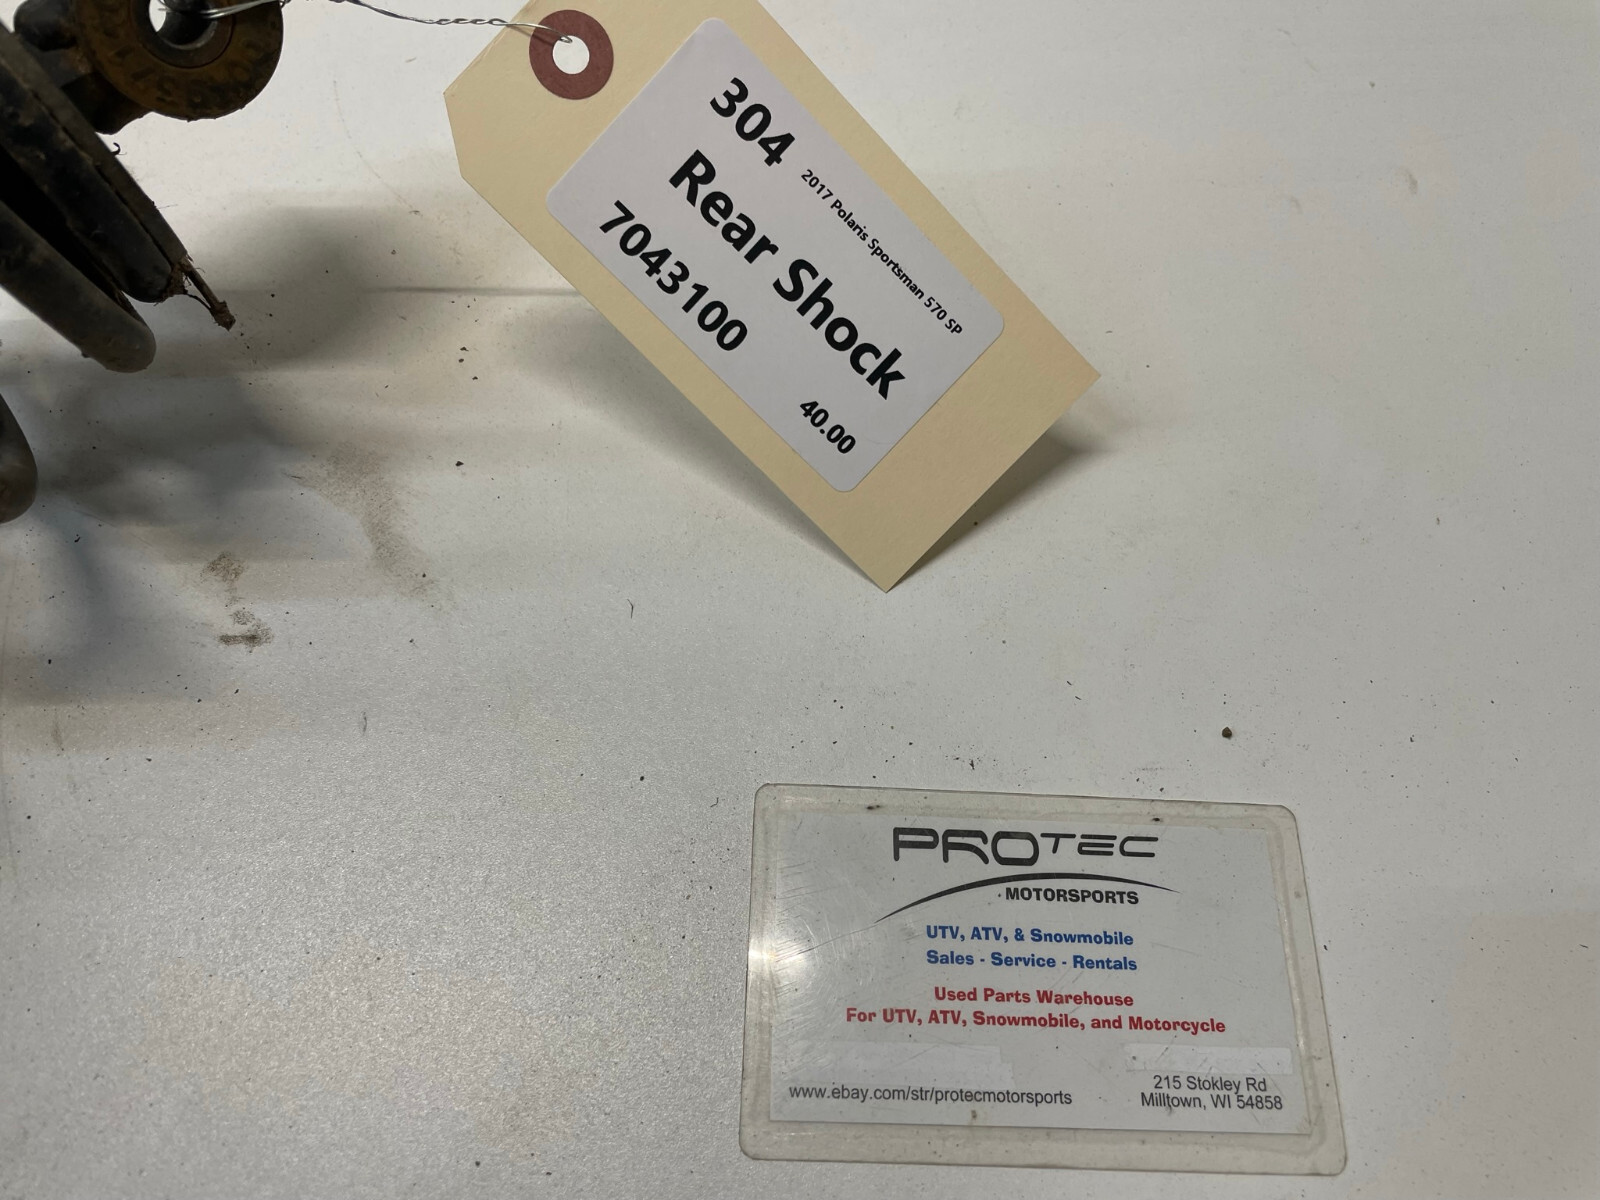 304
2017 Polaris Sportsman 570 SP
Rear Shock
7043100
40.00
PROTEC
MOTORSPORTS
UTV, ATV, & Snowmobile
Sales - Service - Rentals
Used Parts Warehouse
For UTV, ATV, Snowmobile, and Motorcycle
www.ebay.com/str/protecmotorsports
215 Stokley Rd
Milltown, WI 54858